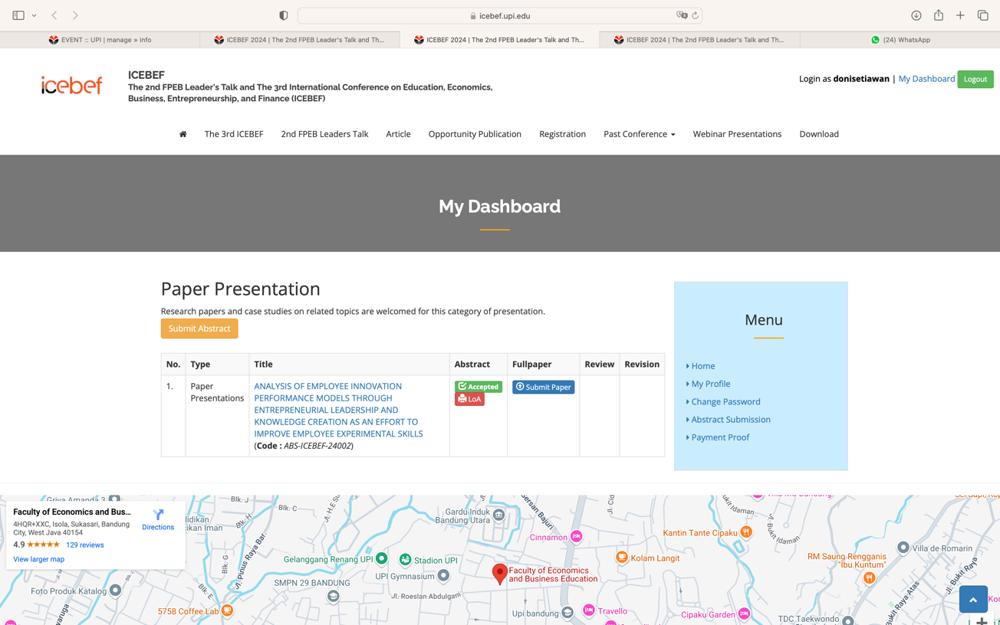 icebef.upi.edu
EVENT :: UPI | manage » info
ICEBEF 2024 | The 2nd FPEB Leader's Talk and Th...
ICEBEF 2024 | The 2nd FPEB Leader's Talk and Th...
ICEBEF 2024 | The 2nd FPEB Leader's Talk and Th...
(24) WhatsApp
icebef
ICEBEF
The 2nd FPEB Leader's Talk and The 3rd International Conference on Education, Economics,
Business, Entrepreneurship, and Finance (ICEBEF)
Login as donisetiawan | My Dashboard Logout
The 3rd ICEBEF 2nd FPEB Leaders Talk Article Opportunity Publication Registration Past Conference Webinar Presentations Download
My Dashboard
Paper Presentation
Research papers and case studies on related topics are welcomed for this category of presentation.
Submit Abstract
No. Type Title Abstract Fullpaper Review Revision
1. Paper
Presentations
ANALYSIS OF EMPLOYEE INNOVATION
PERFORMANCE MODELS THROUGH
ENTREPRENEURIAL LEADERSHIP AND
KNOWLEDGE CREATION AS AN EFFORT TO
IMPROVE EMPLOYEE EXPERIMENTAL SKILLS
(Code : ABS-ICEBEF-24002)
Accepted
LoA
Submit Paper
Menu
Home
My Profile
Change Password
Abstract Submission
Payment Proof
Faculty of Economics and Bus...
4HQR+XXC, Isola, Sukasari, Bandung
City, West Java 40154
4.9 129 reviews
View larger map
Directions
Griya Amanda 3
Jl. J
Blk. C
Blk. H
Jl. Pinus Raya Bar.
Blk. G
Blk. E
Gardu Induk
Bandung Utara
Gersan Bajuri
Jl. Cid
Cinnamon
Gelanggang Renang UPI
Stadion UPI
UPI Gymnasium
SMPN 29 BANDUNG
Jl. Roeslan Abdulgani
Foto Produk Katalog
5758 Coffee Lab
Faculty of Economics
and Business Education
Upi bandung
Travello
Kolam Langit
Kantin Tante Cipaku
Cipaku Garden
Bukit Idaman
Jl. Bukit Idaman
RM Saung Rengganis
"Ibu Kuntum"
Villa de Romarin
Jl. Bukit Raya
Bukit Raya Atas
TDC Taekwondo